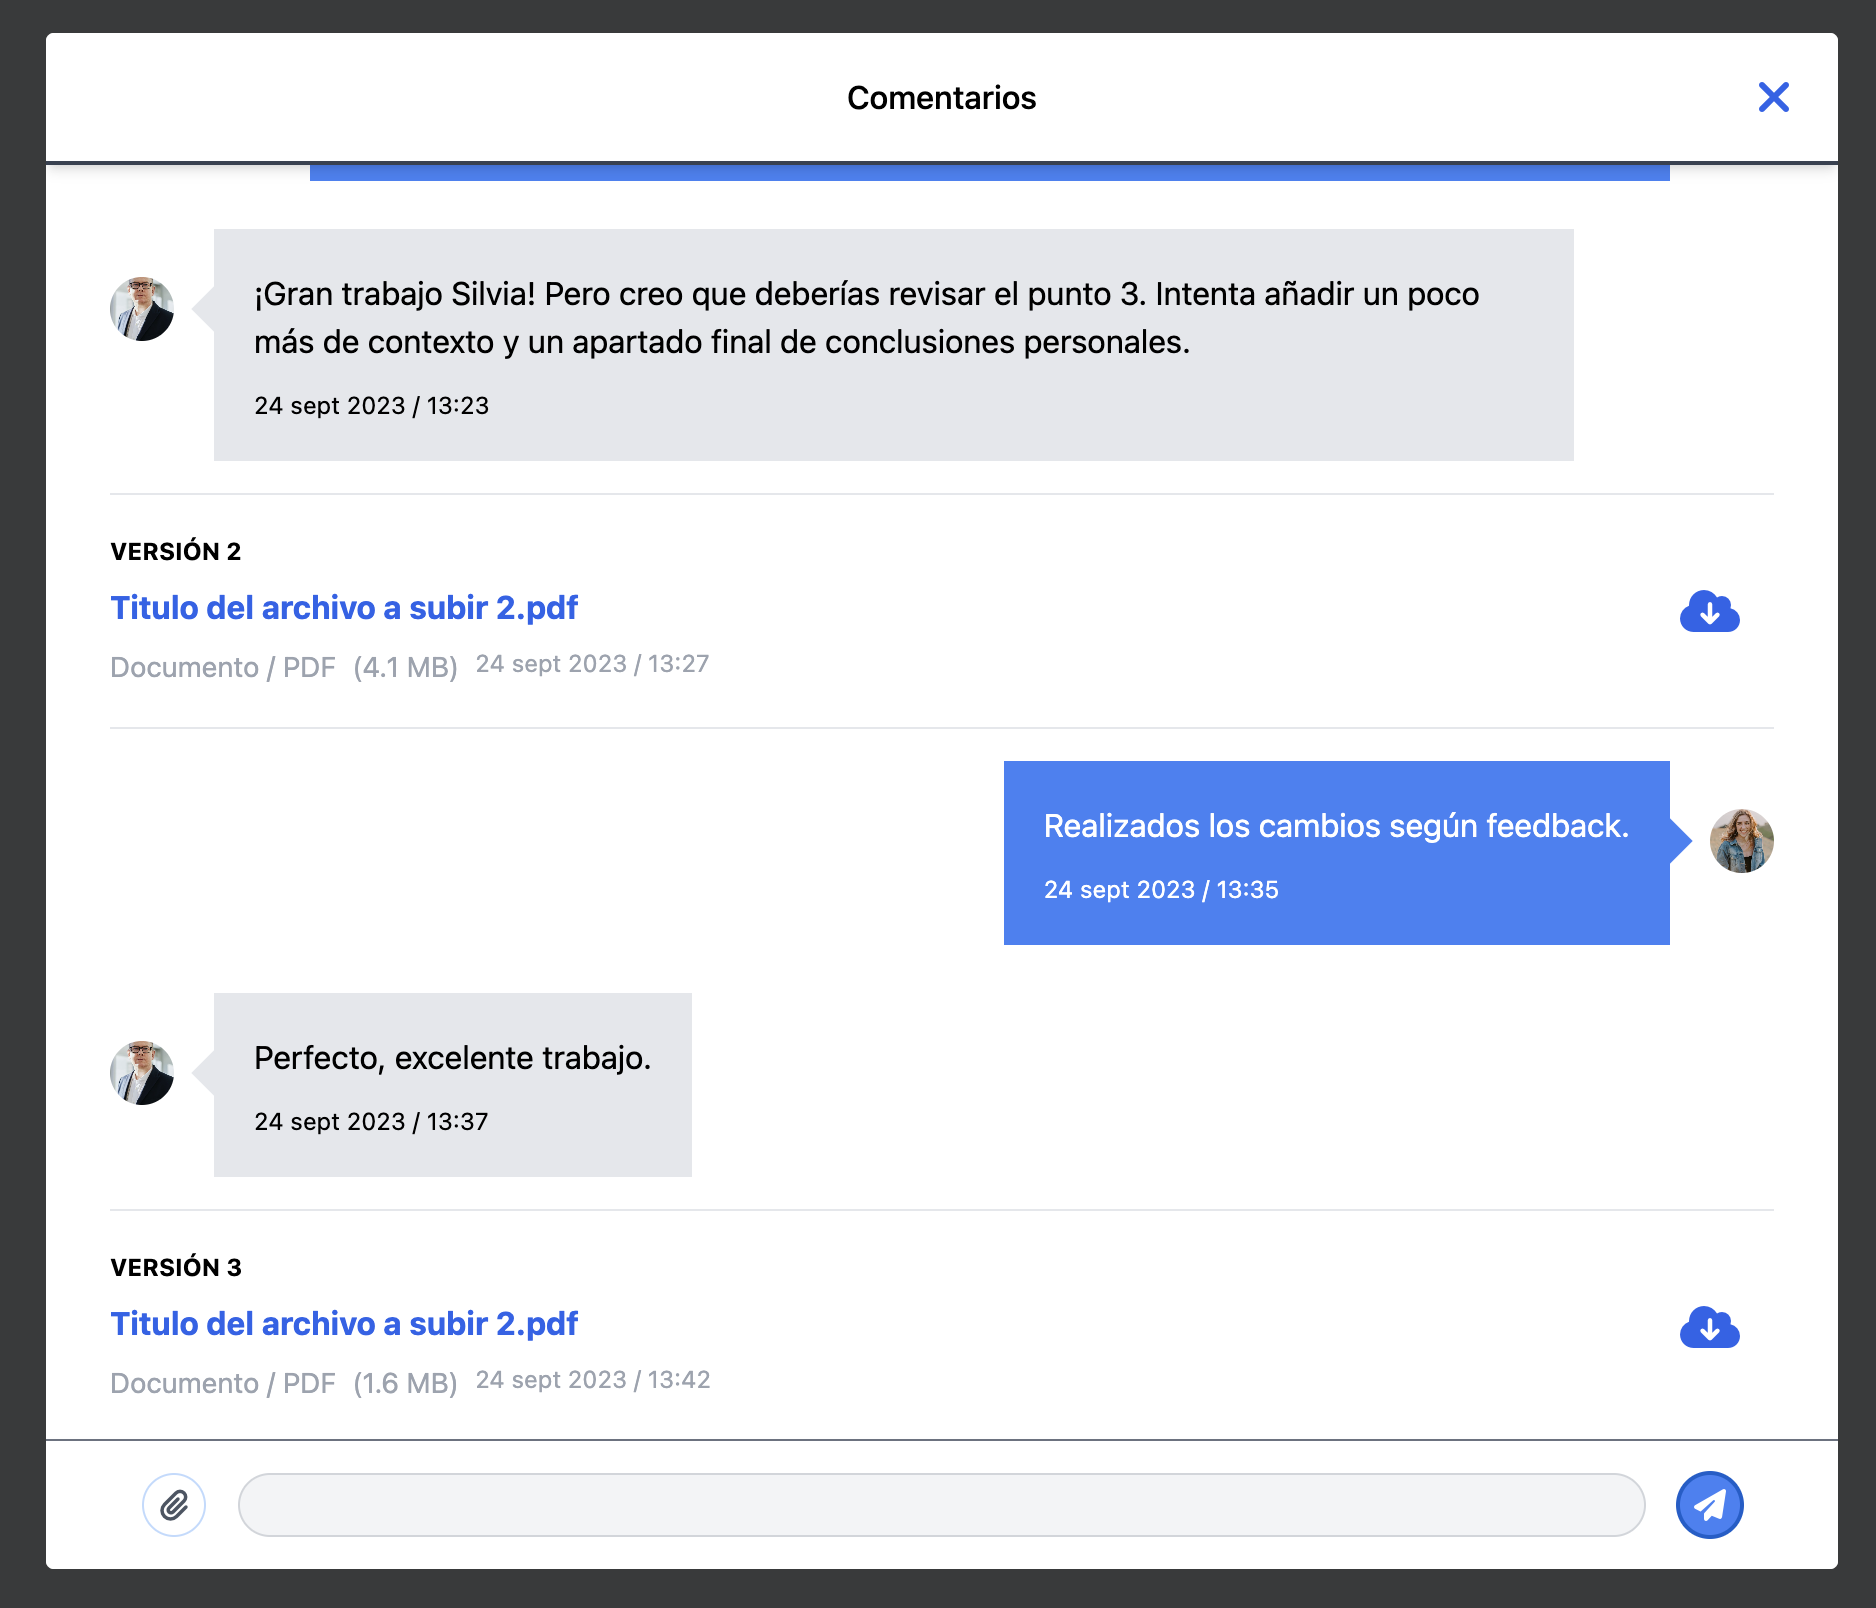 Comentarios
¡Gran trabajo Silvia! Pero creo que deberías revisar el punto 3. Intenta añadir un poco
más de contexto y un apartado final de conclusiones personales.
24 sept 2023 / 13:23
VERSIÓN 2
Titulo del archivo a subir 2.pdf
Documento / PDF (4.1 MB) 24 sept 2023 / 13:27
Realizados los cambios según feedback.
24 sept 2023 / 13:35
Perfecto, excelente trabajo.
24 sept 2023 / 13:37
VERSIÓN 3
Titulo del archivo a subir 2.pdf
Documento / PDF (1.6 MB) 24 sept 2023 / 13:42